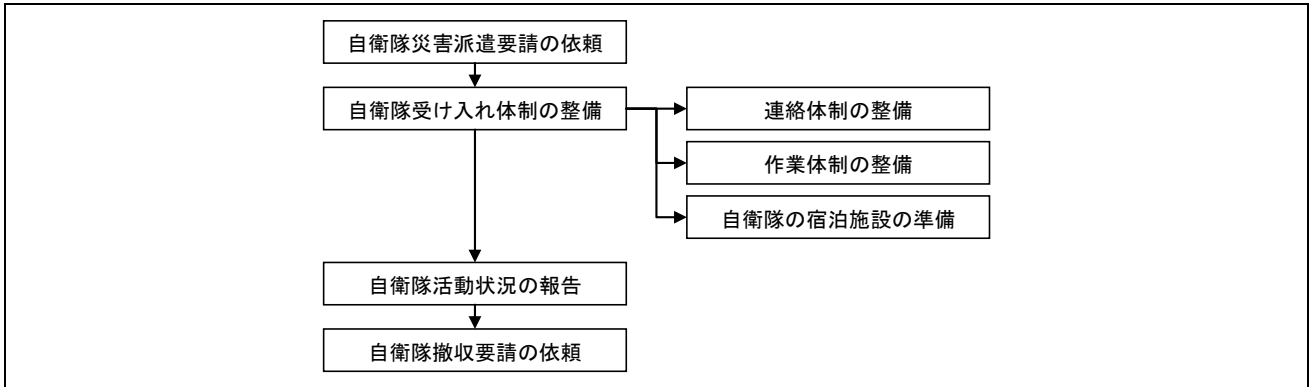 自衛隊災害派遣要請の依頼
自衛隊受け入れ体制の整備
連絡体制の整備
作業体制の整備
自衛隊の宿泊施設の準備
自衛隊活動状況の報告
自衛隊撤収要請の依頼